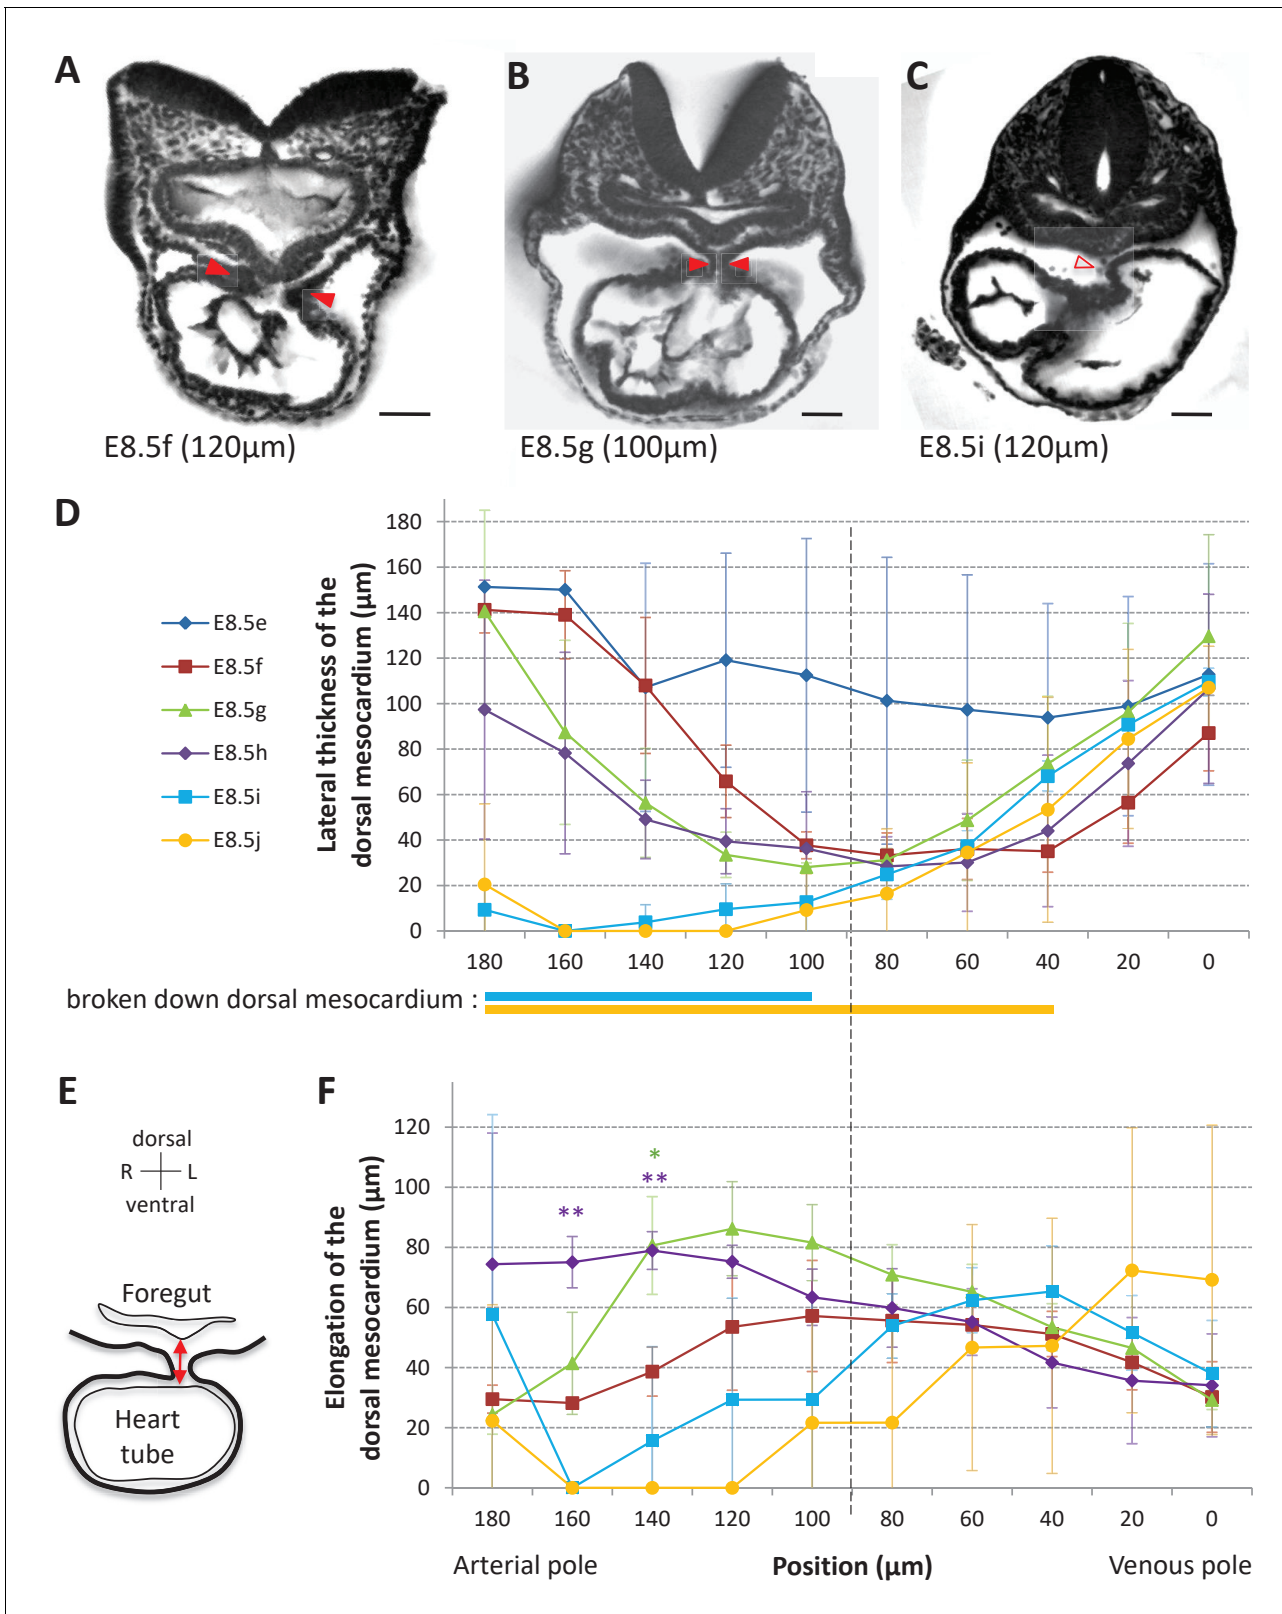 A
B
C
E8.5f (120µm)
E8.5g (100µm)
E8.5i (120µm)
D
Lateral thickness of the
dorsal mesocardium (µm)
180
160
140
120
100
80
60
40
20
0
E8.5e
E8.5f
E8.5g
E8.5h
E8.5i
E8.5j
180 160 140 120 100 80 60 40 20 0
broken down dorsal mesocardium :
E
dorsal
R L
ventral
Foregut
Heart
tube
F
Elongation of the
dorsal mesocardium (µm)
120
100
80
60
40
20
0
*
**
**
180 160 140 120 100 80 60 40 20 0
Arterial pole Position (µm) Venous pole